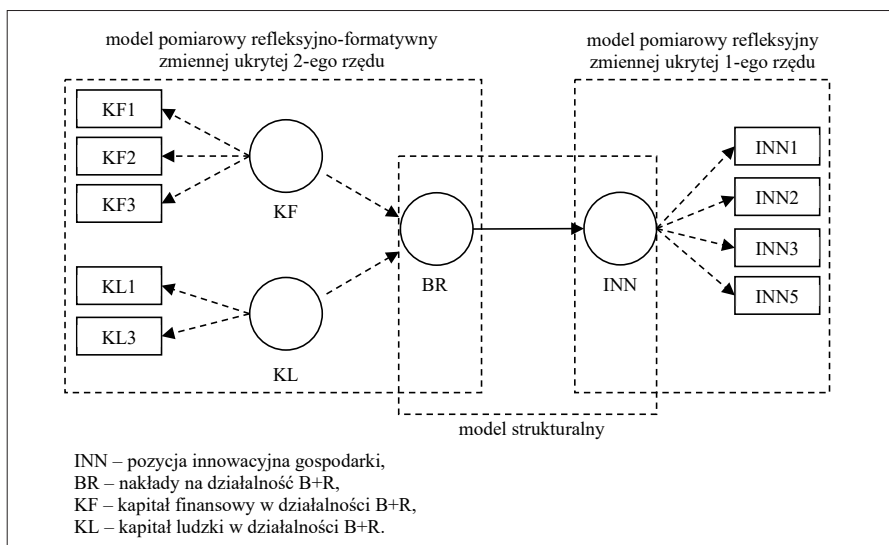 model pomiarowy refleksyjno-formatywny
zmiennej ukrytej 2-ego rzędu
model pomiarowy refleksyjny
zmiennej ukrytej 1-ego rzędu
KF1
KF2
KF3
KF
KL1
KL3
KL
BR
INN
INN1
INN2
INN3
INN5
model strukturalny
INN – pozycja innowacyjna gospodarki,
BR – nakłady na działalność B+R,
KF – kapitał finansowy w działalności B+R,
KL – kapitał ludzki w działalności B+R.